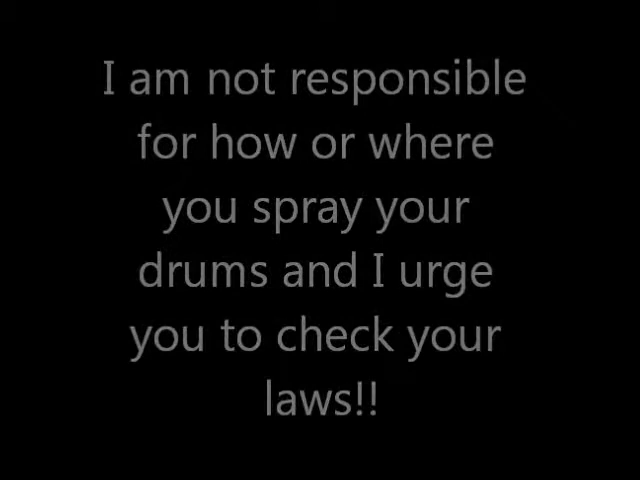 I am not responsible
for how or where
you spray your
drums and I urge
you to check your
laws!!